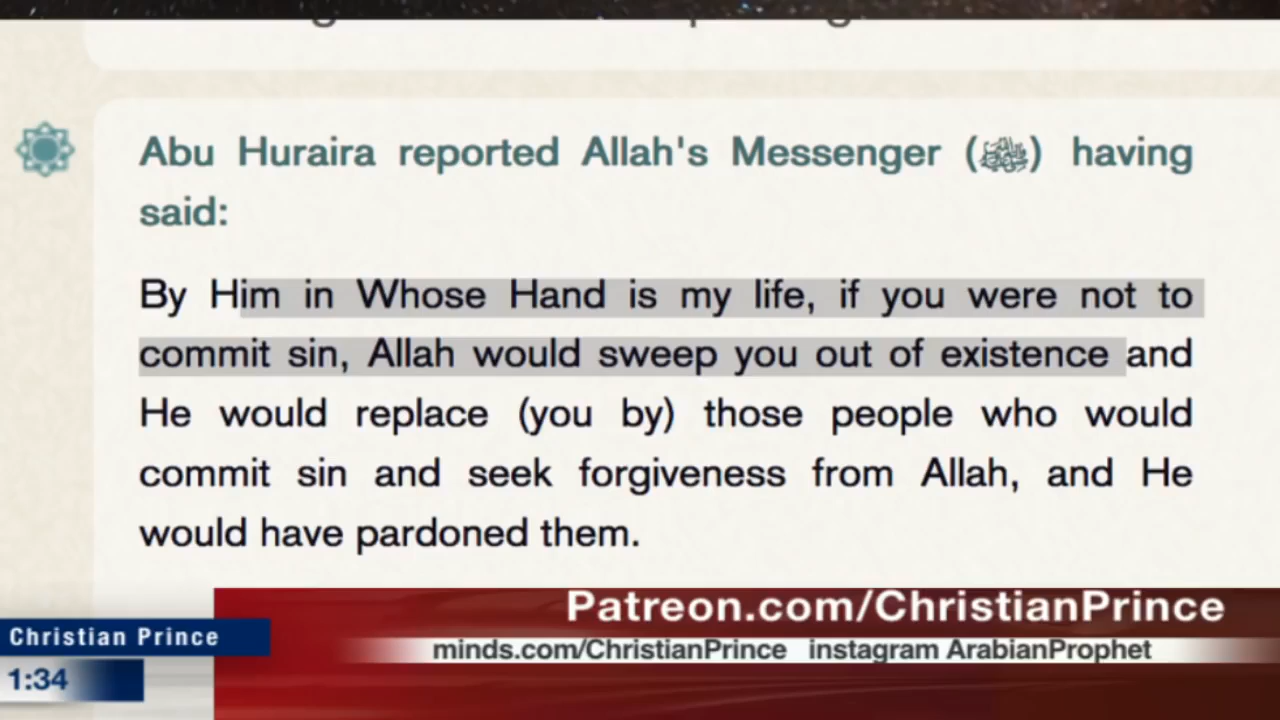 Abu Huraira reported Allah's Messenger (ﷺ) having
said:
By Him in Whose Hand is my life, if you were not to
commit sin, Allah would sweep you out of existence and
He would replace (you by) those people who would
commit sin and seek forgiveness from Allah, and He
would have pardoned them.
Patreon.com/ChristianPrince
Christian Prince
minds.com/ChristianPrince instagram ArabianProphet
1:34